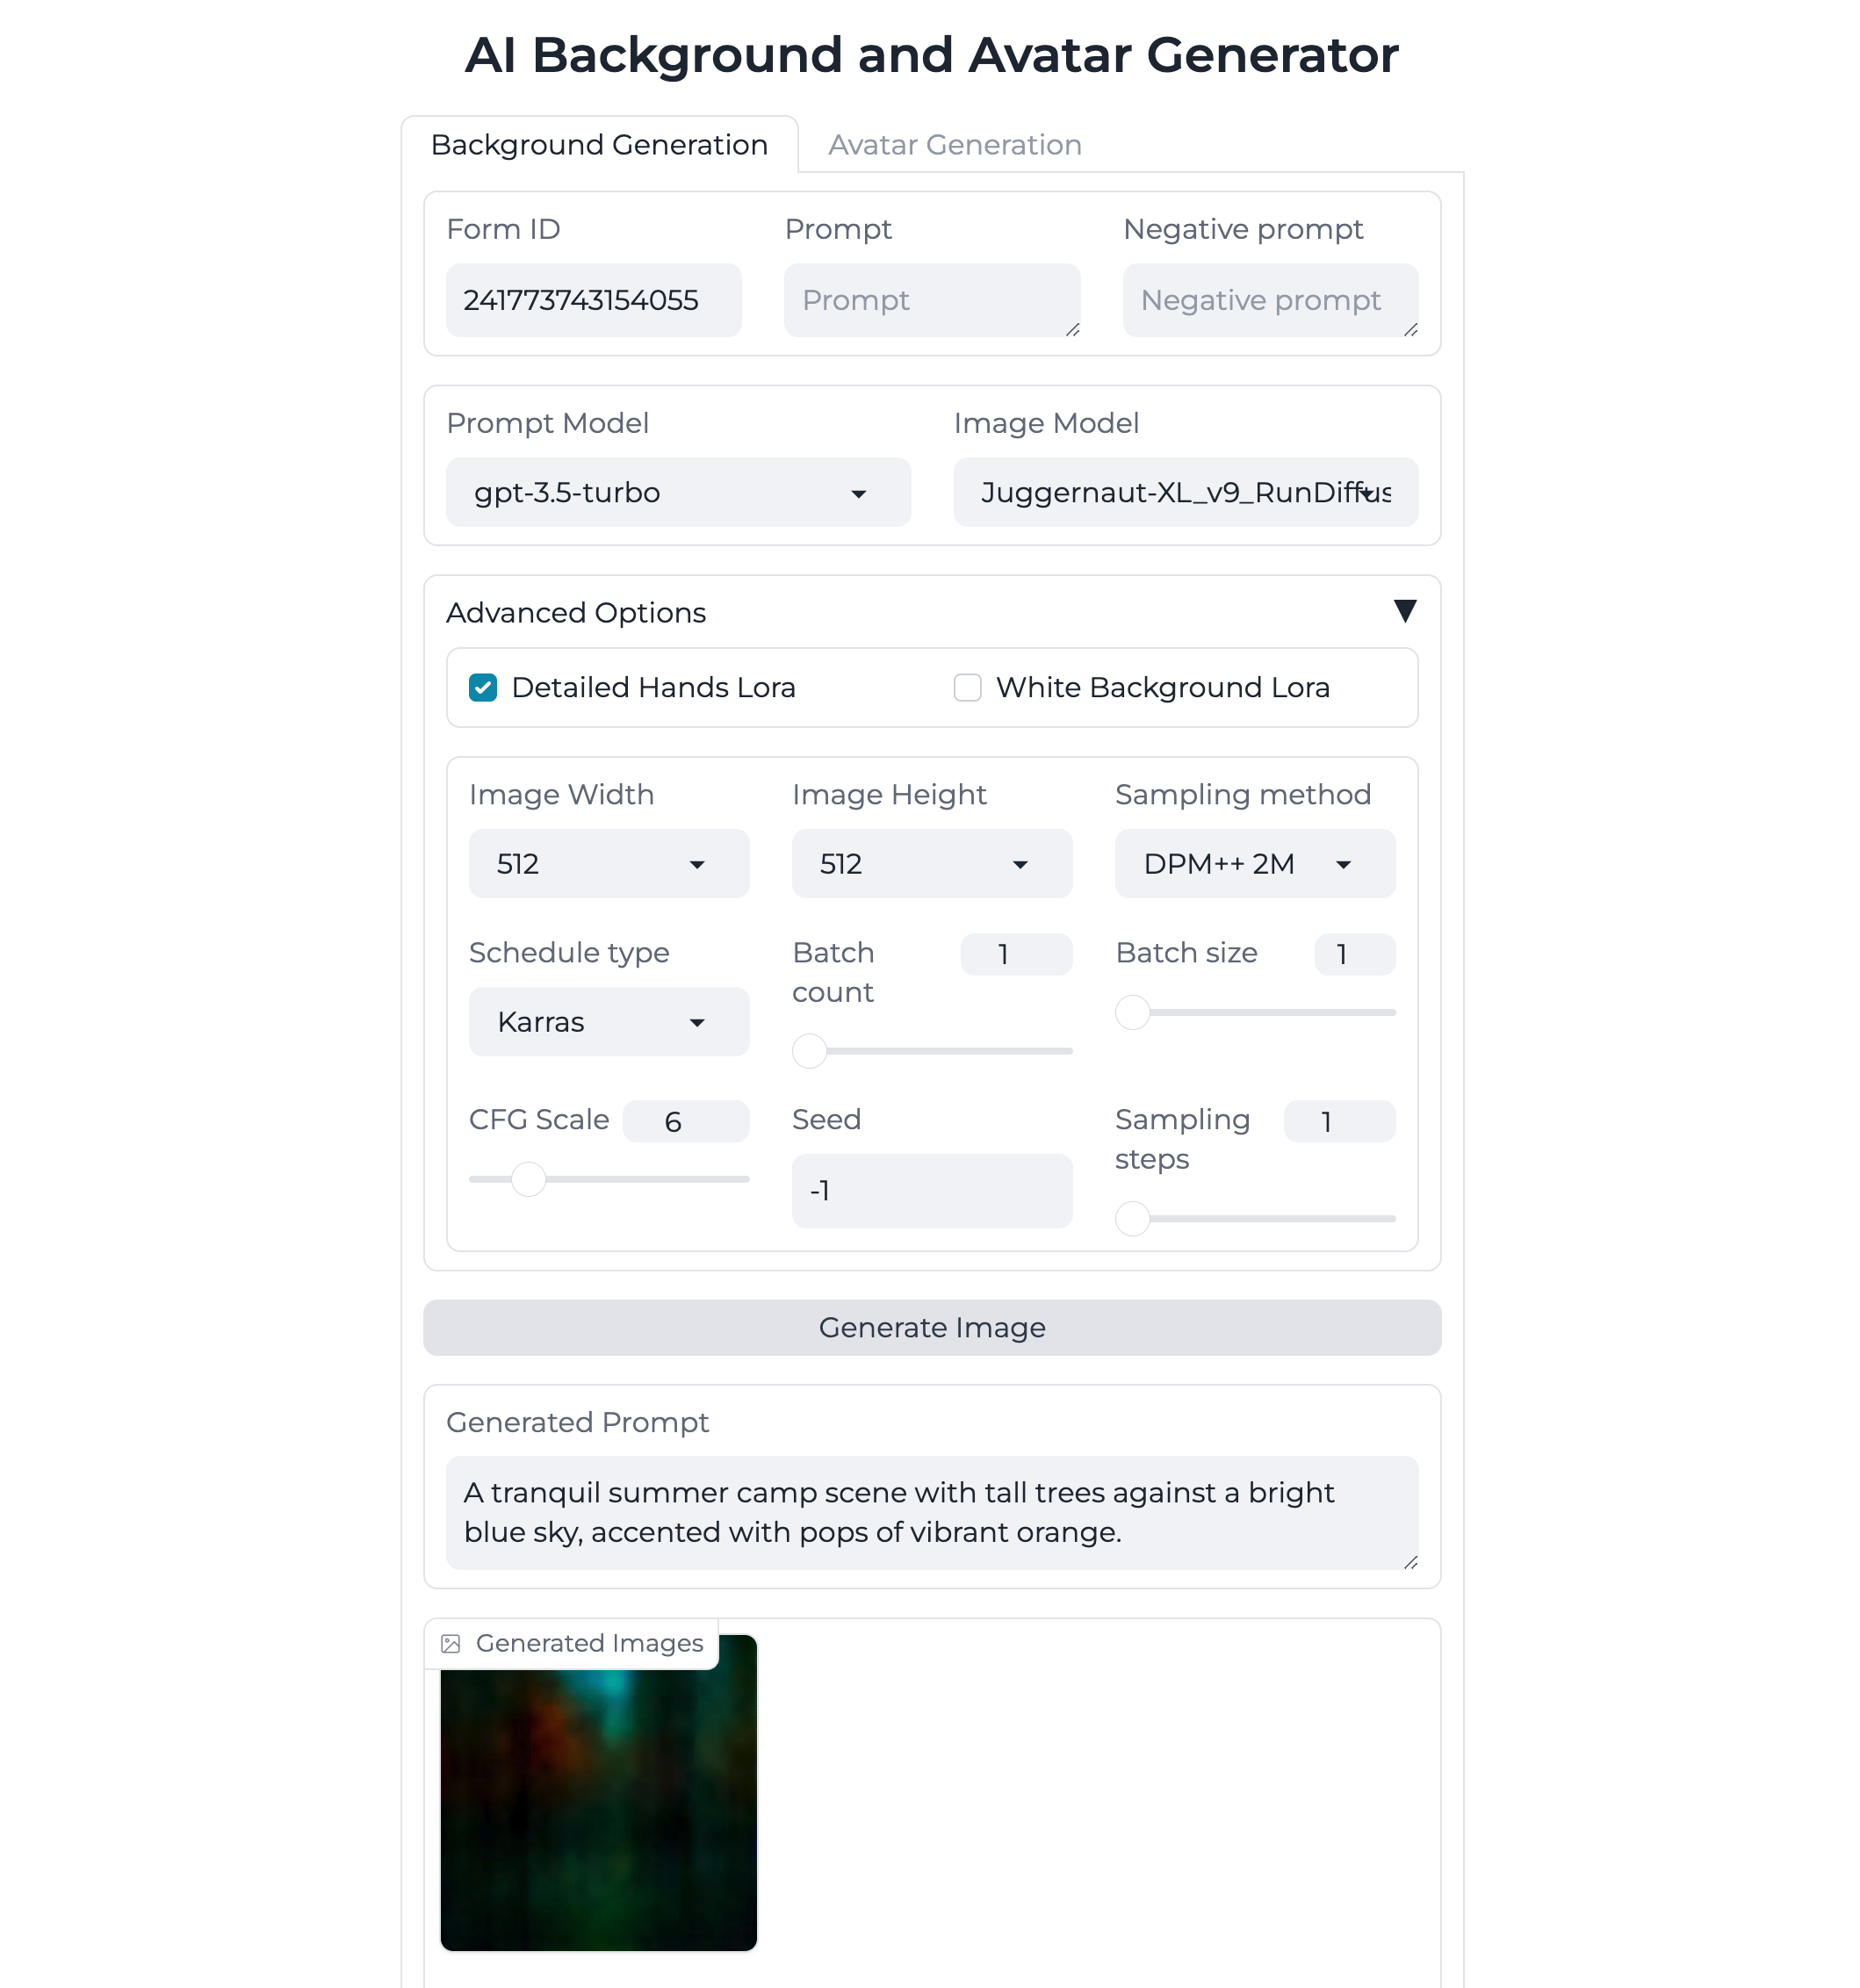 AI Background and Avatar Generator
Background Generation
Avatar Generation
Form ID
Prompt
Negative prompt
241773743154055
Prompt
Negative prompt
Prompt Model
Image Model
gpt-3.5-turbo
Juggernaut-XL_v9_RunDiffus
Advanced Options
Detailed Hands Lora
White Background Lora
Image Width
Image Height
Sampling method
512
512
DPM++ 2M
Schedule type
Batch count
1
Batch size
1
Karras
CFG Scale
6
Seed
Sampling steps
1
-1
Generate Image
Generated Prompt
A tranquil summer camp scene with tall trees against a bright
blue sky, accented with pops of vibrant orange.
Generated Images